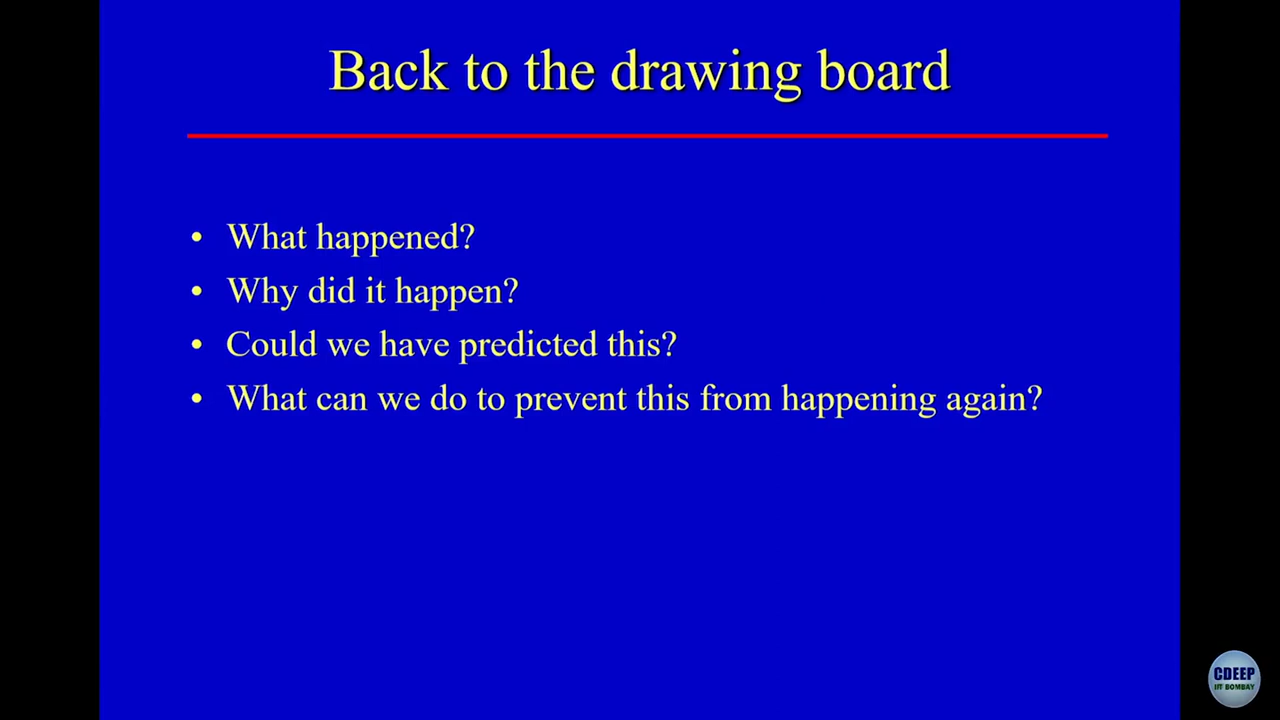 Back to the drawing board
• What happened?
• Why did it happen?
• Could we have predicted this?
• What can we do to prevent this from happening again?
CDEEP
IIT BOMBAY